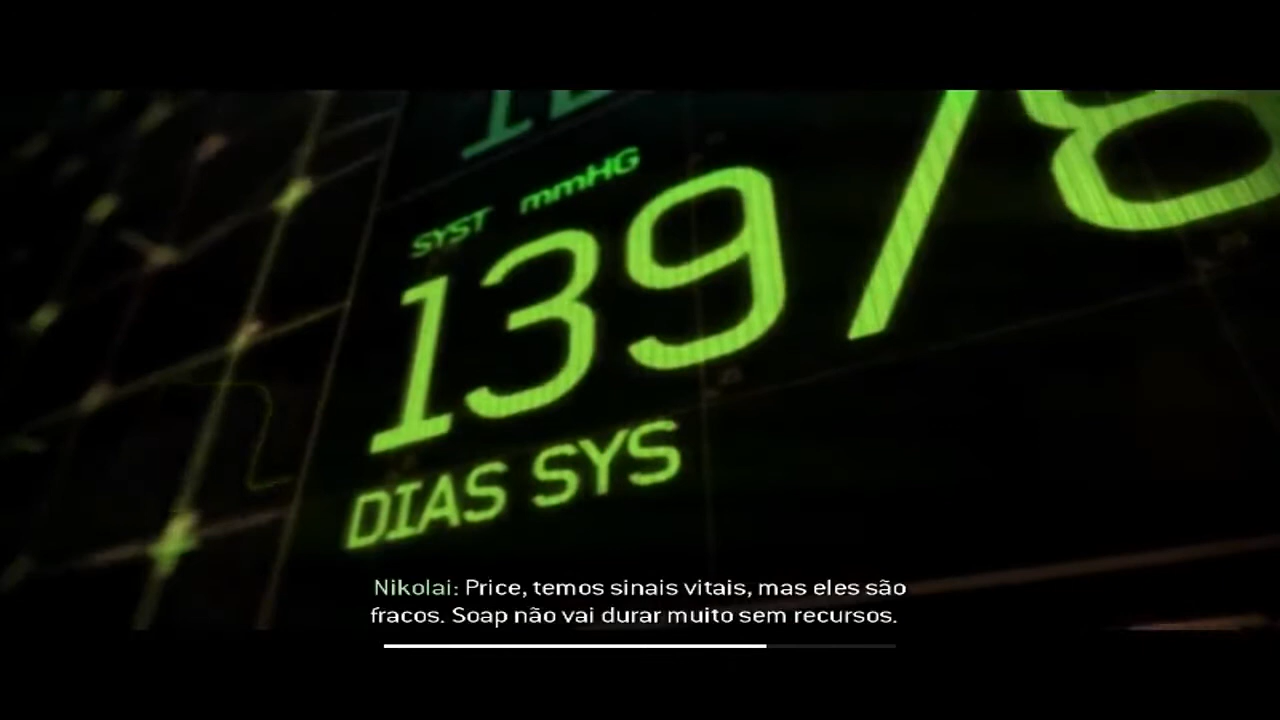 SYST mmHG
139/8
DIAS SYS
Nikolai: Price, temos sinais vitais, mas eles são
fracos. Soap não vai durar muito sem recursos.